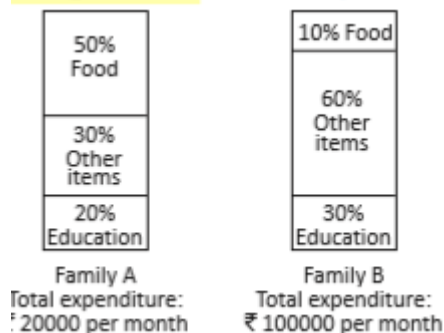 50%
Food
30%
Other
items
20%
Education
Family A
Total expenditure:
₹ 20000 per month
10% Food
60%
Other
items
30%
Education
Family B
Total expenditure:
₹ 100000 per month